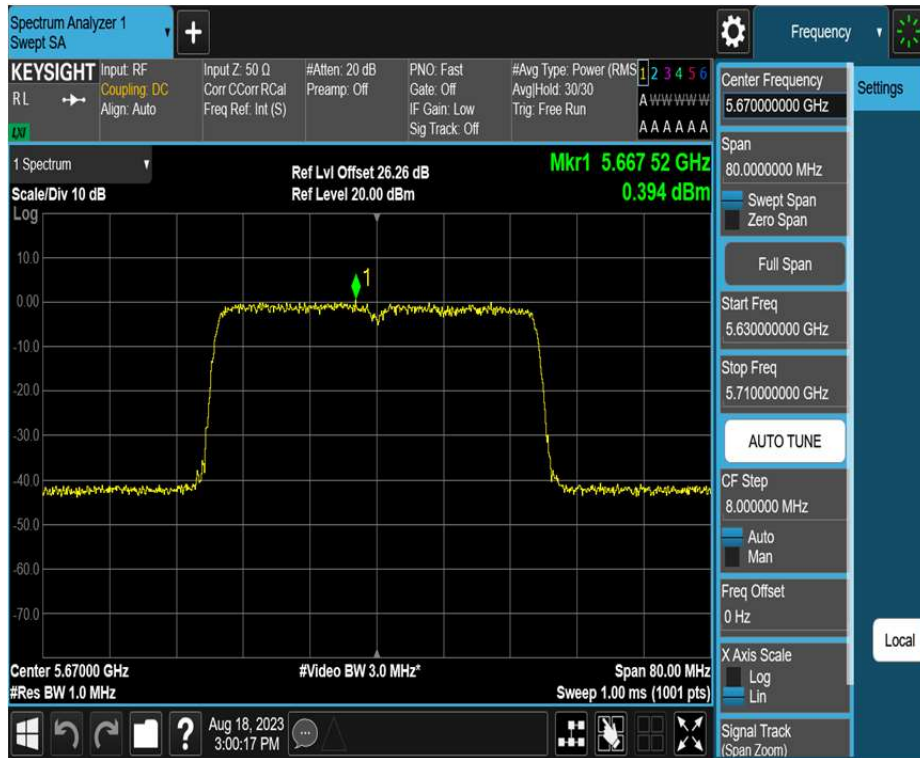 Spectrum Analyzer 1
Swept SA
+
Frequency
KEYSIGHT
R L
LXI
Input: RF
Coupling: DC
Align: Auto
Input Z: 50 Ω
Corr CCorr RCal
Freq Ref: Int (S)
#Atten: 20 dB
Preamp: Off
PNO: Fast
Gate: Off
IF Gain: Low
Sig Track: Off
#Avg Type: Power (RMS
Avg|Hold: 30/30
Trig: Free Run
1 2 3 4 5 6
A W W W W W
A A A A A A
Center Frequency
5.670000000 GHz
Settings
1 Spectrum
Scale/Div 10 dB
Log
Ref Lvl Offset 26.26 dB
Ref Level 20.00 dBm
Mkr1 5.667 52 GHz
0.394 dBm
Span
80.0000000 MHz
Swept Span
Zero Span
Full Span
Start Freq
5.630000000 GHz
Stop Freq
5.710000000 GHz
AUTO TUNE
CF Step
8.000000 MHz
Auto
Man
Freq Offset
0 Hz
X Axis Scale
Log
Lin
Signal Track
(Span Zoom)
Local
1
10.0
0.00
-10.0
-20.0
-30.0
-40.0
-50.0
-60.0
-70.0
Center 5.67000 GHz
#Res BW 1.0 MHz
#Video BW 3.0 MHz*
Span 80.00 MHz
Sweep 1.00 ms (1001 pts)
?
Aug 18, 2023
3:00:17 PM